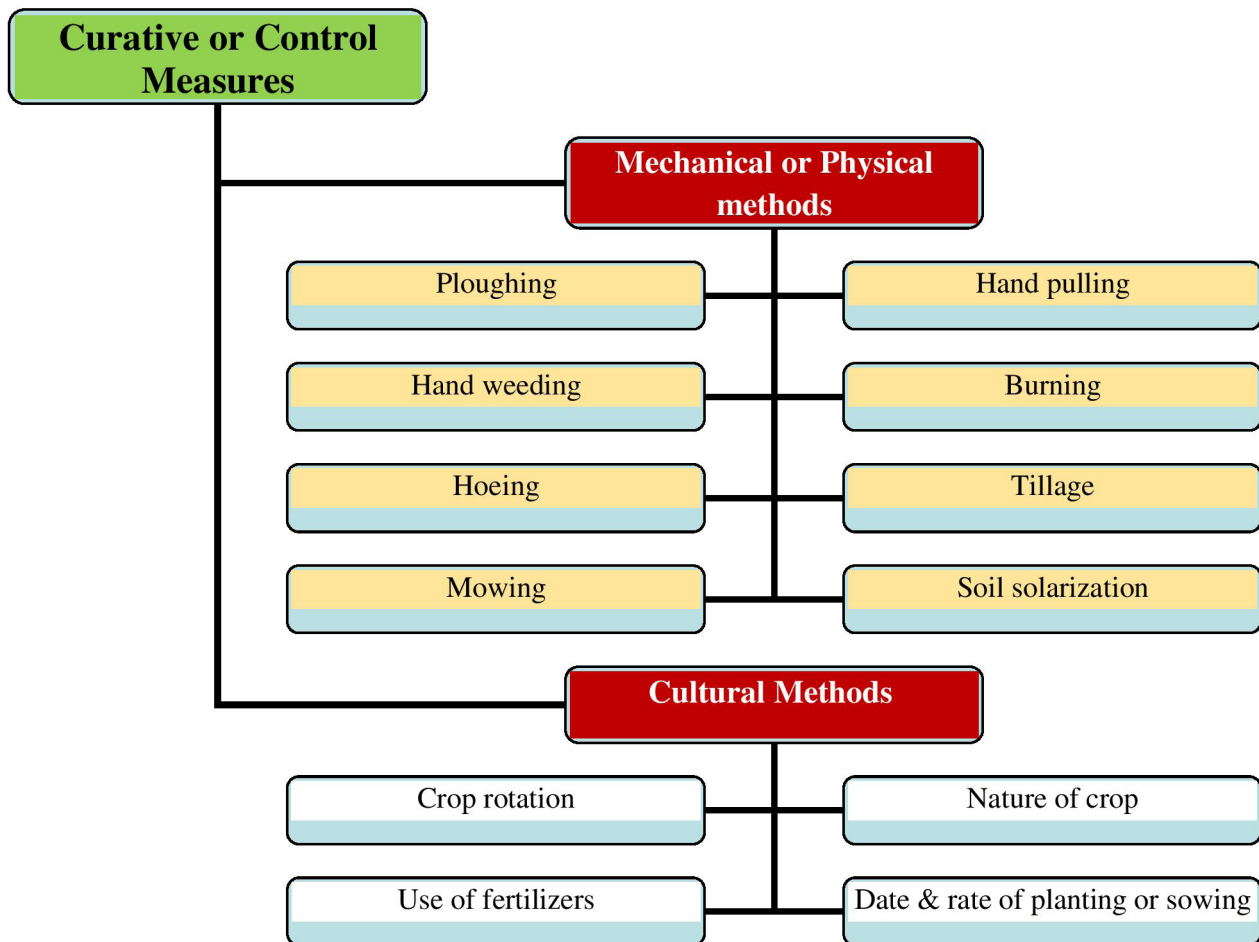 Curative or Control
Measures
Mechanical or Physical
methods
Ploughing
Hand pulling
Hand weeding
Burning
Hoeing
Tillage
Mowing
Soil solarization
Cultural Methods
Crop rotation
Nature of crop
Use of fertilizers
Date & rate of planting or sowing